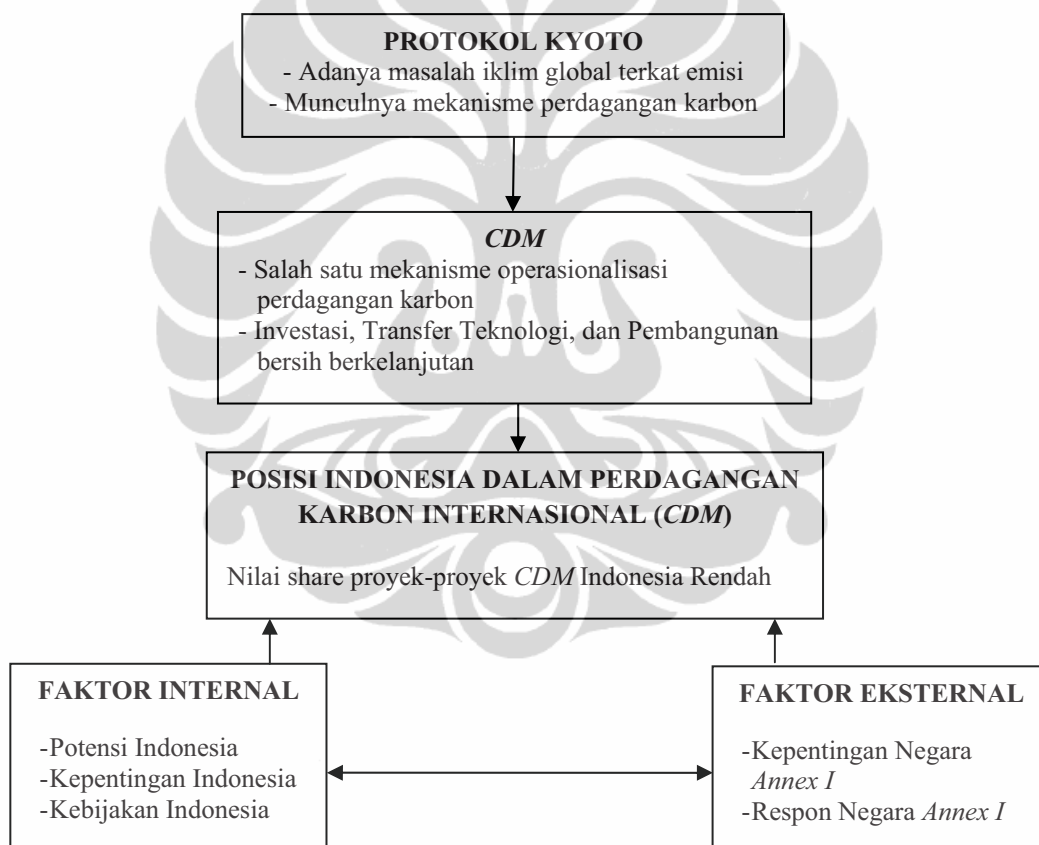 PROTOKOL KYOTO
- Adanya masalah iklim global terkat emisi
- Munculnya mekanisme perdagangan karbon
CDM
- Salah satu mekanisme operasionalisasi
perdagangan karbon
- Investasi, Transfer Teknologi, dan Pembangunan
bersih berkelanjutan
POSISI INDONESIA DALAM PERDAGANGAN
KARBON INTERNASIONAL (CDM)
Nilai share proyek-proyek CDM Indonesia Rendah
FAKTOR INTERNAL
-Potensi Indonesia
-Kepentingan Indonesia
-Kebijakan Indonesia
FAKTOR EKSTERNAL
-Kepentingan Negara
Annex I
-Respon Negara Annex I